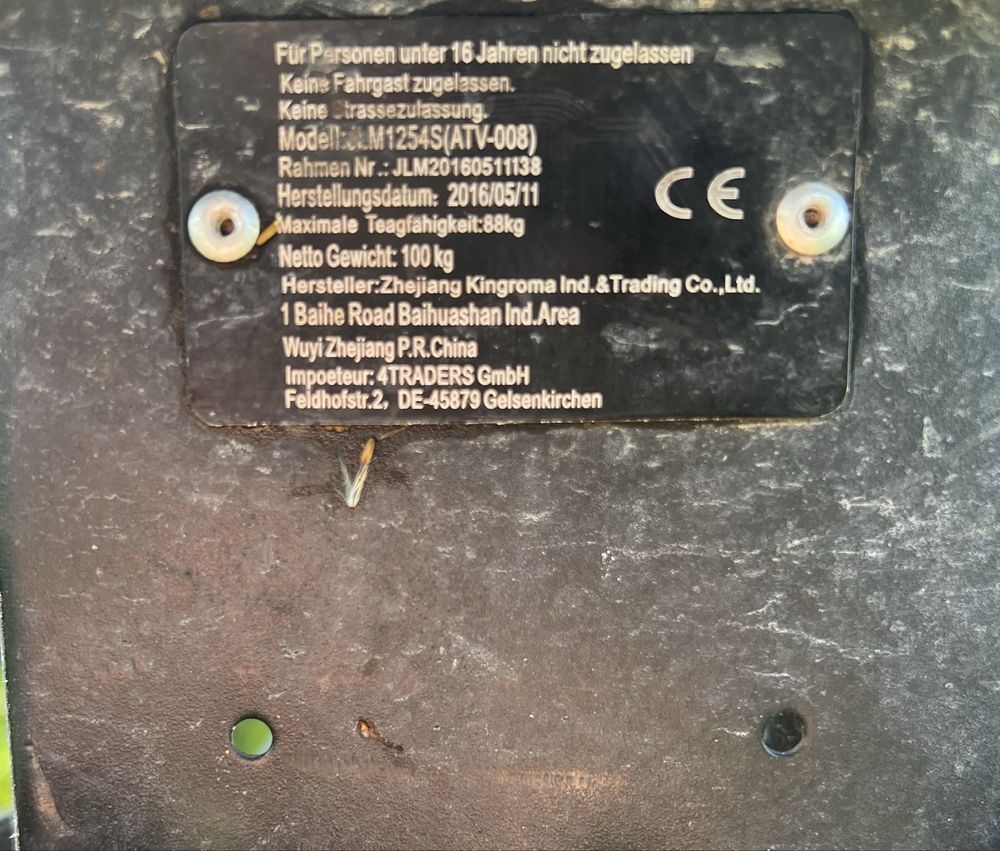 Für Personen unter 16 Jahren nicht zugelassen
Keine Fahrgast zugelassen.
Keine Strassezulassung.
Modell:JLM1254S(ATV-008)
Rahmen Nr.: JLM20160511138
Herstellungsdatum: 2016/05/11
Maximale Teagfähigkeit:88kg
Netto Gewicht: 100 kg
CE
Hersteller:Zhejiang Kingroma Ind.&Trading Co.,Ltd.
1 Baihe Road Baihuashan Ind.Area
Wuyi Zhejiang P.R.China
Impoeteur: 4TRADERS GmbH
Feldhofstr.2, DE-45879 Gelsenkirchen